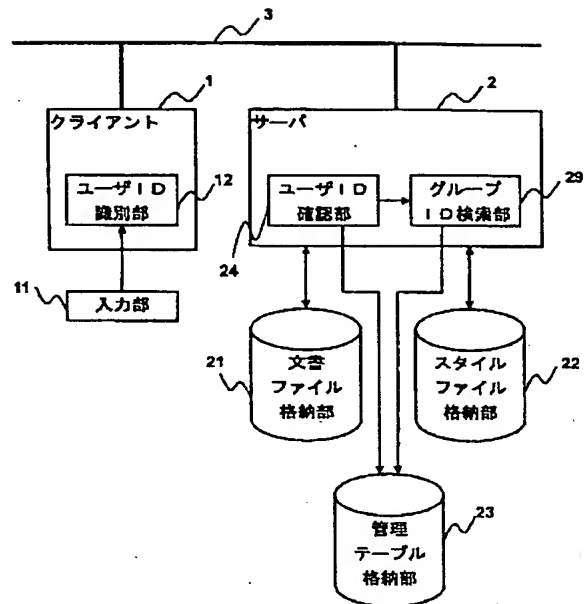 3
1
2
クライアント
サーバ
ユーザID
識別部
12
ユーザID
確認部
24
グループ
ID検索部
29
11
入力部
21
文書
ファイル
格納部
スタイル
ファイル
格納部
22
管理
テーブル
格納部
23